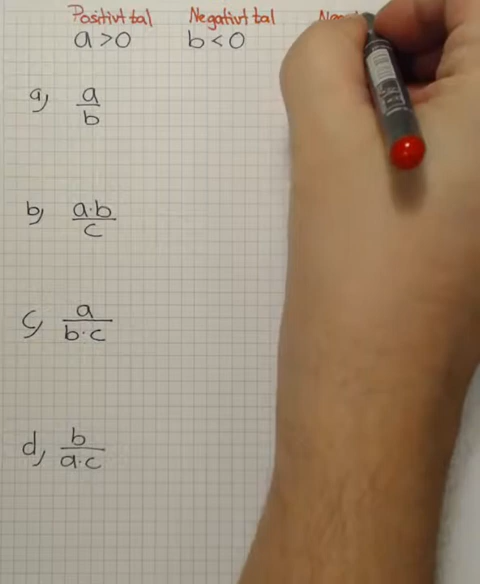 Positivt tal Negativt tal
a > 0 b < 0
a) a/b
b) a·b/c
c) a/b·c
d) b/a·c